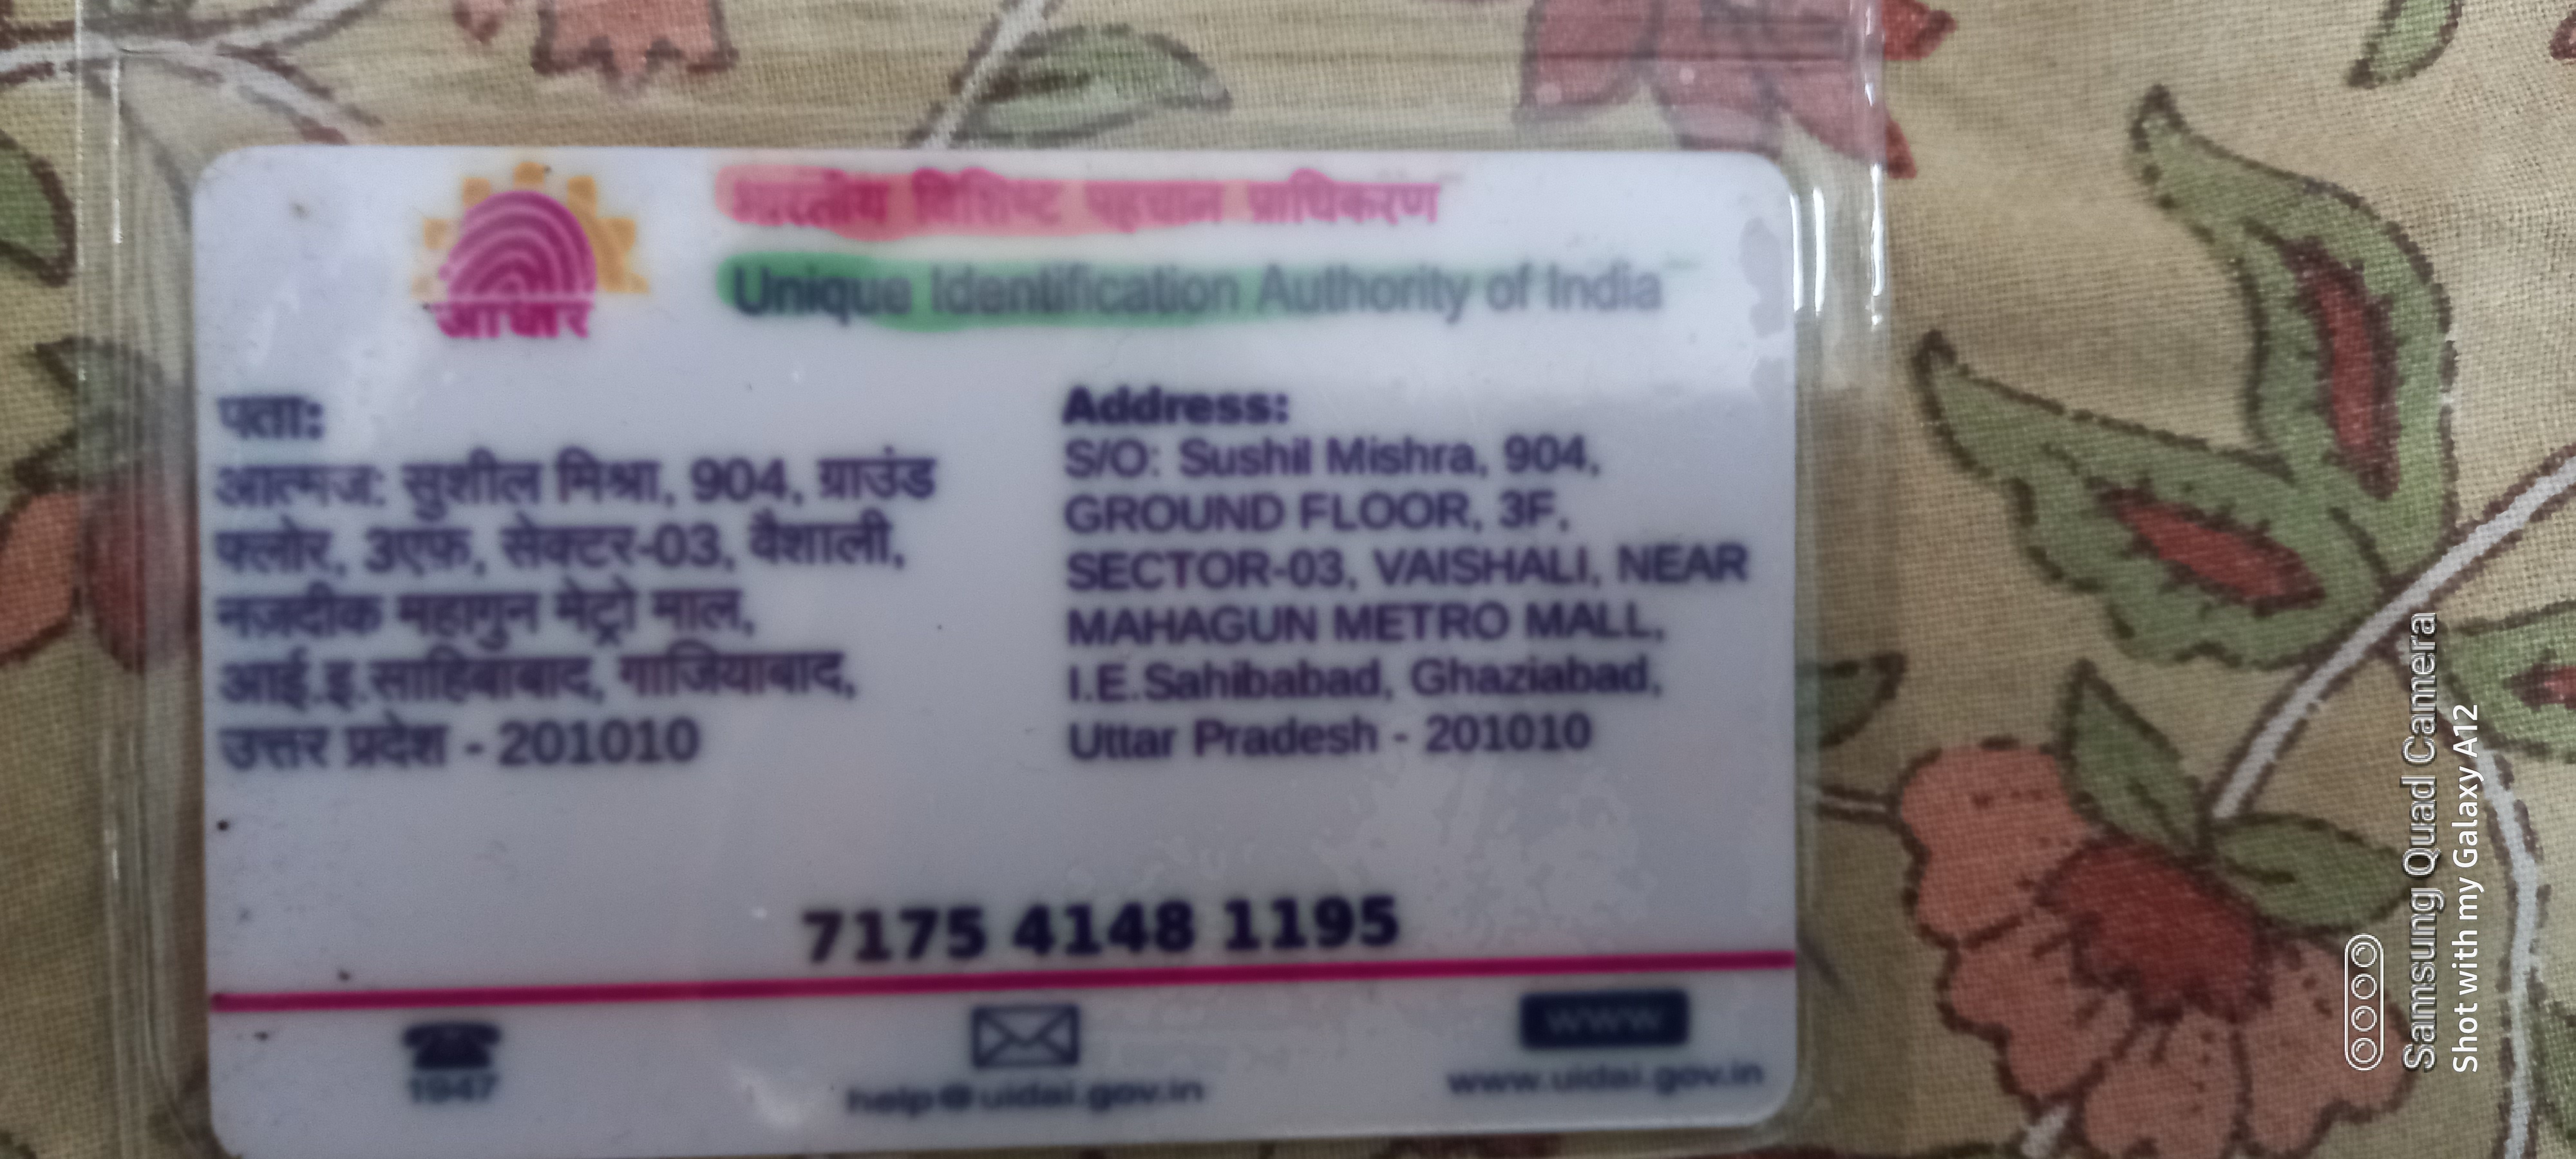 भारतीय विशिष्ट पहचान प्राधिकरण
Unique Identification Authority of India
आधार
पता:
आत्मज: सुशील मिश्रा, 904, ग्राउंड
फ्लोर, 3एफ, सेक्टर-03, वैशाली,
नजदीक महागुन मेट्रो माल,
आई.इ.साहिबाबाद, गाजियाबाद,
उत्तर प्रदेश - 201010
Address:
S/O: Sushil Mishra, 904,
GROUND FLOOR, 3F,
SECTOR-03, VAISHALI, NEAR
MAHAGUN METRO MALL,,
I.E.Sahibabad, Ghaziabad,
Uttar Pradesh - 201010
7175 4148 1195
1947
help@uidai.gov.in
www
www.uidai.gov.in
Samsung Quad Camera
Shot with my Galaxy A12